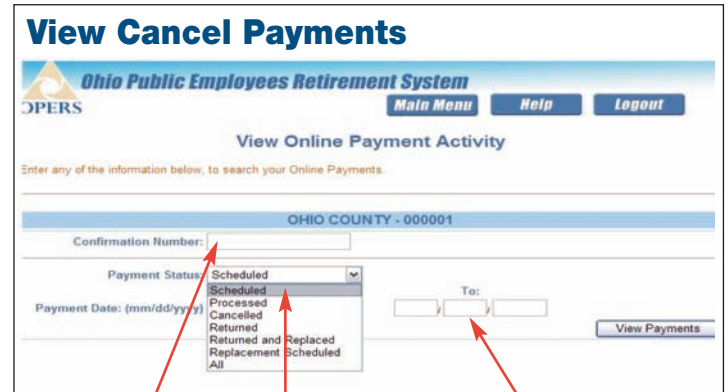 View Cancel Payments
Ohio Public Employees Retirement System
OPERS
Main Menu Help Logout
View Online Payment Activity
Enter any of the information below, to search your Online Payments.
OHIO COUNTY - 000001
Confirmation Number:
Payment Status: Scheduled
Scheduled
Processed
Cancelled
Returned
Returned and Replaced
Replacement Scheduled
All
Payment Date: (mm/dd/yyyy) To:
/ /
View Payments